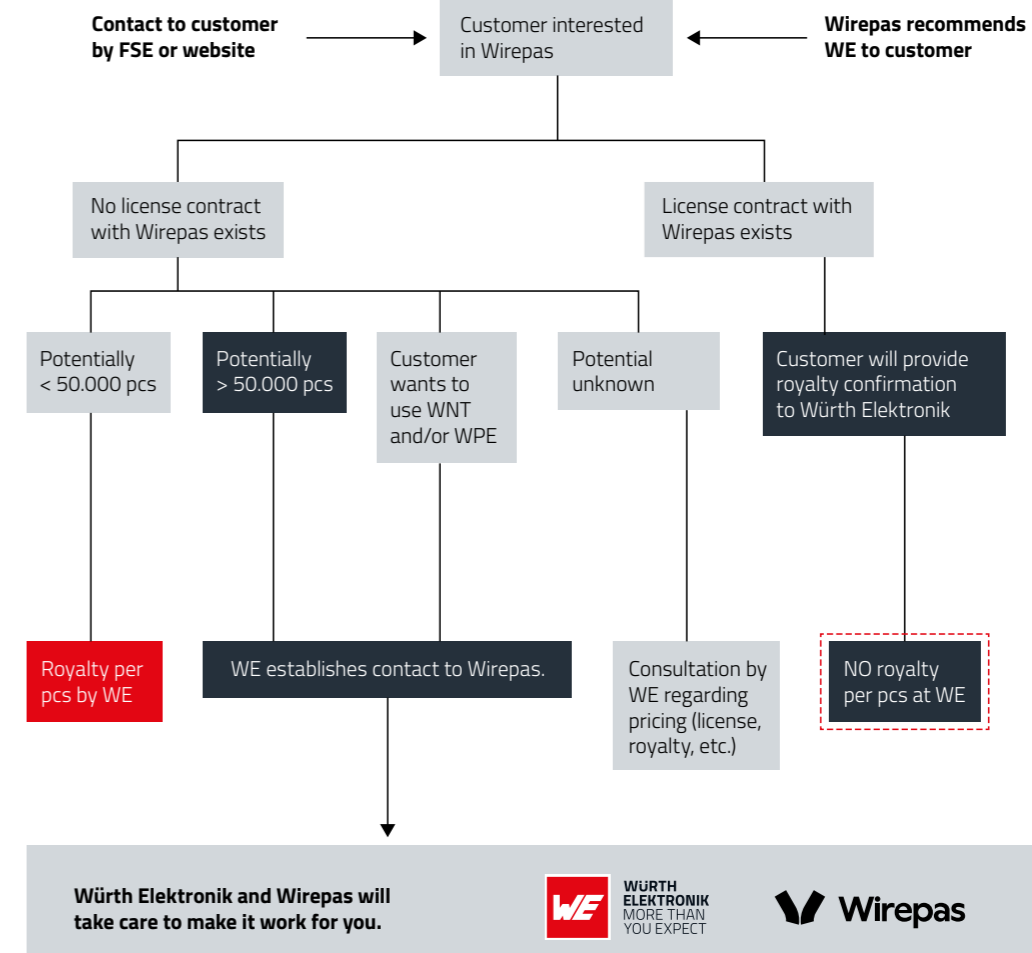 Contact to customer
by FSE or website
Customer interested
in Wirepas
Wirepas recommends
WE to customer
No license contract
with Wirepas exists
License contract with
Wirepas exists
Potentially
< 50.000 pcs
Potentially
> 50.000 pcs
Customer
wants to
use WNT
and/or WPE
Potential
unknown
Customer will provide
royalty confirmation
to Würth Elektronik
Royalty per
pcs by WE
WE establishes contact to Wirepas.
Consultation by
WE regarding
pricing (license,
royalty, etc.)
NO royalty
per pcs at WE
Würth Elektronik and Wirepas will
take care to make it work for you.
WE
WÜRTH
ELEKTRONIK
MORE THAN
YOU EXPECT
Wirepas